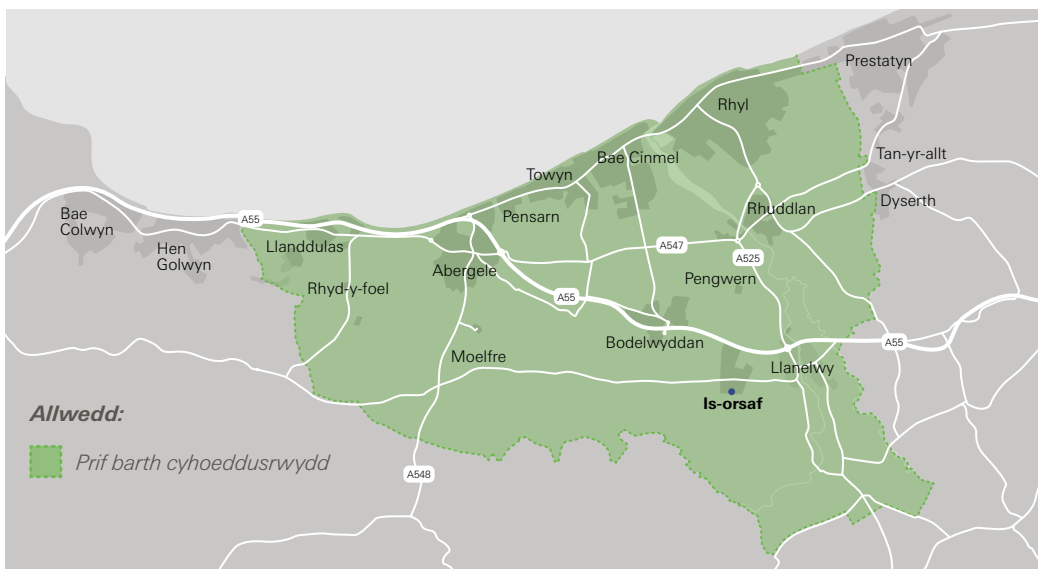 Prestatyn
Rhyl
Tan-yr-allt
Bae Cinmel
Towyn
Dyserth
Rhuddlan
Pensarn
Bae
Colwyn
A55
Hen
Golwyn
Llanddulas
A547
A525
Abergele
Pengwern
Rhyd-y-foel
A55
Bodelwyddan
A55
Moelfre
Llanelwy
Is-orsaf
Allwedd:
Prif barth cyhoeddusrwydd
A548